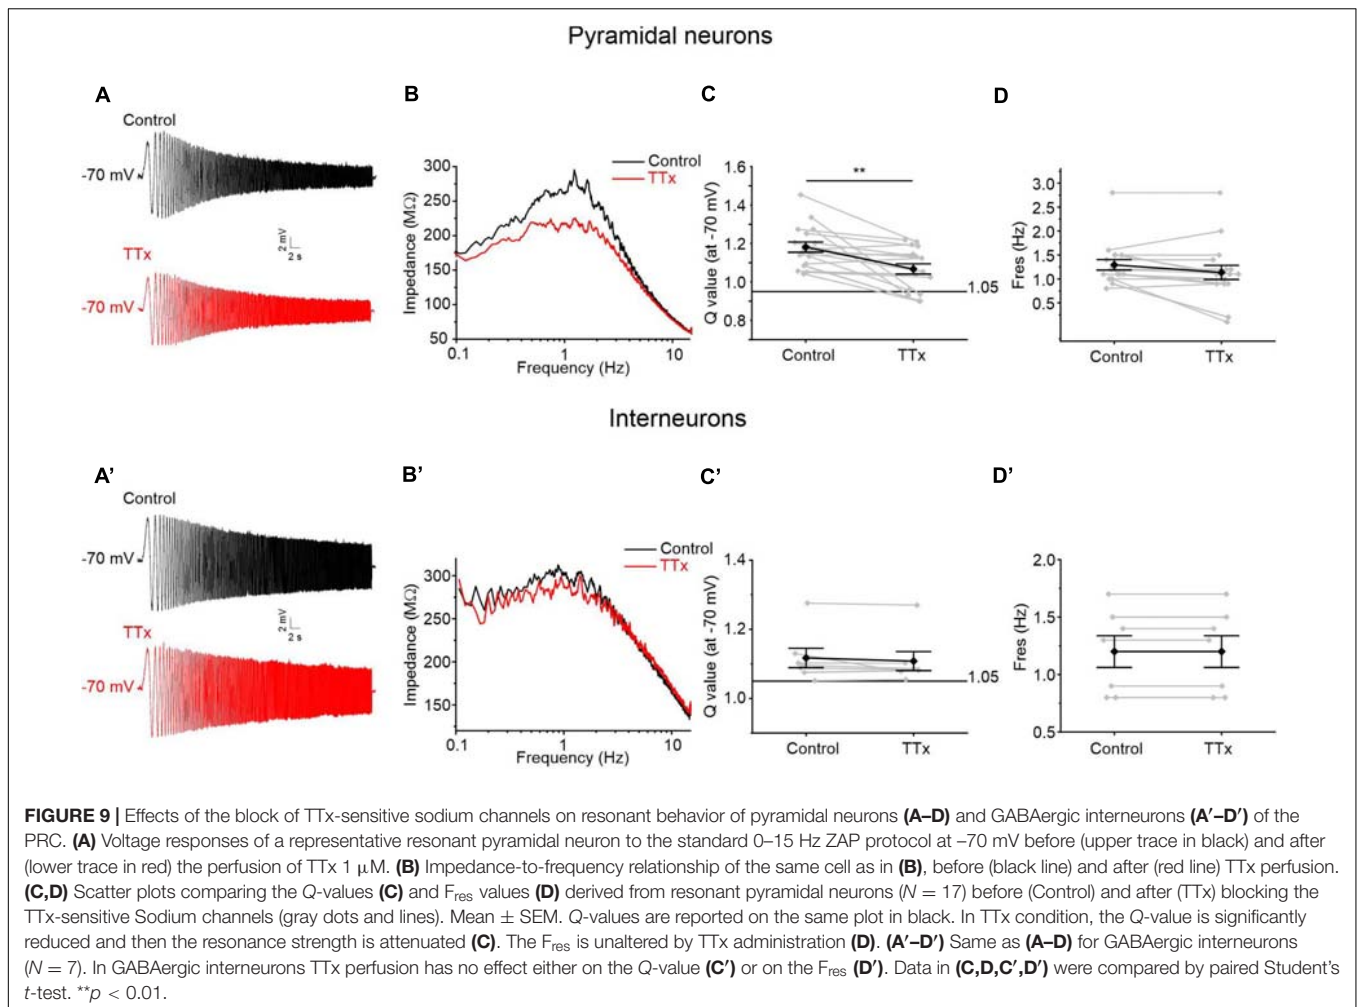 Pyramidal neurons
A
B
C
D
Control
-70 mV
TTx
-70 mV
2 mV
2 s
Control
TTx
300
250
200
150
100
50
Impedance (MΩ)
0.1
1
10
Frequency (Hz)
**
1.6
1.4
1.2
1.0
0.8
Q value (at -70 mV)
1.05
Control
TTx
3.0
2.5
2.0
1.5
1.0
0.5
Fres (Hz)
Control
TTx
Interneurons
A’
B’
C’
D’
Control
-70 mV
TTx
-70 mV
2 mV
2 s
Control
TTx
300
250
200
150
Impedance (MΩ)
0.1
1
10
Frequency (Hz)
1.4
1.2
1.0
Q value (at -70 mV)
1.05
Control
TTx
2.0
1.5
1.0
0.5
Fres (Hz)
Control
TTx
FIGURE 9 | Effects of the block of TTx-sensitive sodium channels on resonant behavior of pyramidal neurons (A–D) and GABAergic interneurons (A′–D′) of the
PRC. (A) Voltage responses of a representative resonant pyramidal neuron to the standard 0–15 Hz ZAP protocol at –70 mV before (upper trace in black) and after
(lower trace in red) the perfusion of TTx 1 μM. (B) Impedance-to-frequency relationship of the same cell as in (B), before (black line) and after (red line) TTx perfusion.
(C,D) Scatter plots comparing the Q-values (C) and Fres values (D) derived from resonant pyramidal neurons (N = 17) before (Control) and after (TTx) blocking the
TTx-sensitive Sodium channels (gray dots and lines). Mean ± SEM. Q-values are reported on the same plot in black. In TTx condition, the Q-value is significantly
reduced and then the resonance strength is attenuated (C). The Fres is unaltered by TTx administration (D). (A′–D′) Same as (A–D) for GABAergic interneurons
(N = 7). In GABAergic interneurons TTx perfusion has no effect either on the Q-value (C′) or on the Fres (D′). Data in (C,D,C′,D′) were compared by paired Student’s
t-test. **p < 0.01.